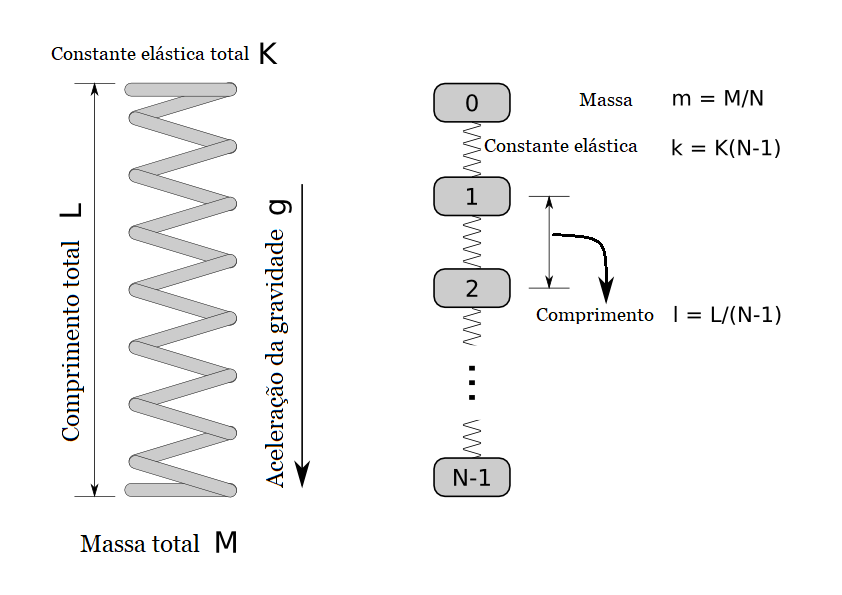 Constante elástica total K
Comprimento total L
Aceleração da gravidade g
Massa total M
0
Massa m = M/N
Constante elástica k = K(N-1)
1
2
Comprimento l = L/(N-1)
N-1